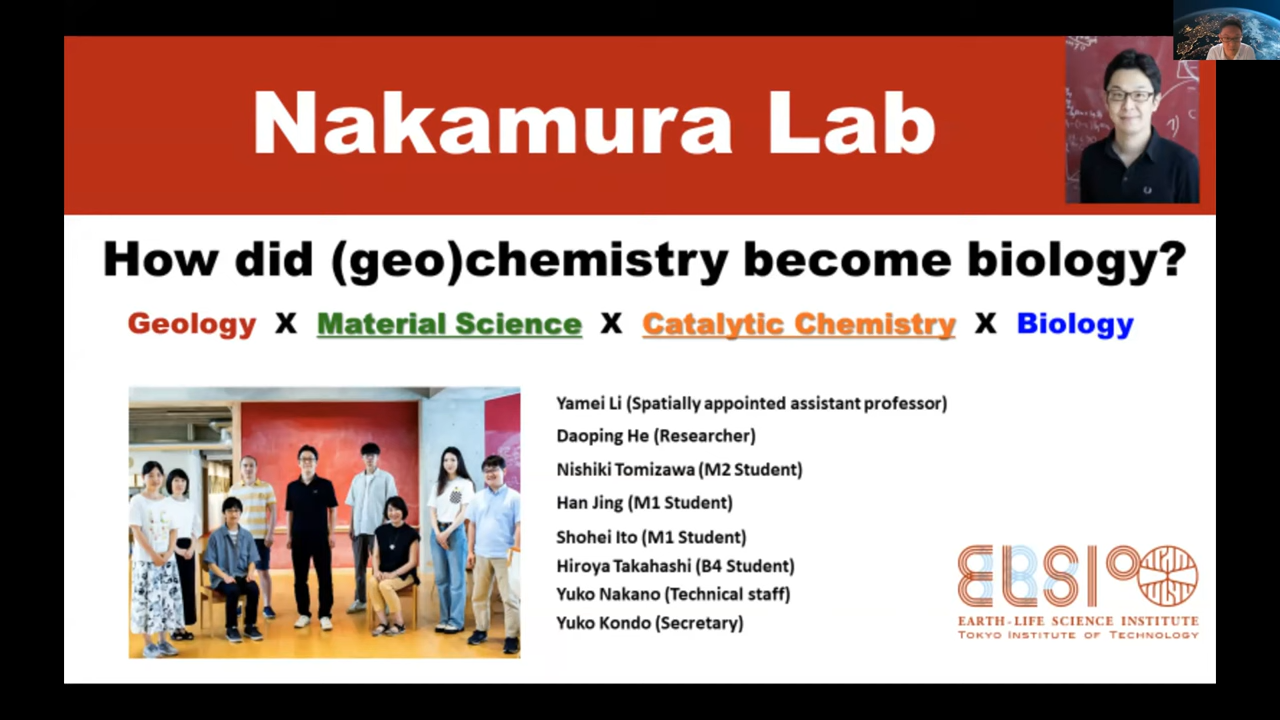 Nakamura Lab
How did (geo)chemistry become biology?
Geology X Material Science X Catalytic Chemistry X Biology
Yamei Li (Spatially appointed assistant professor)
Daoping He (Researcher)
Nishiki Tomizawa (M2 Student)
Han Jing (M1 Student)
Shohei Ito (M1 Student)
Hiroya Takahashi (B4 Student)
Yuko Nakano (Technical staff)
Yuko Kondo (Secretary)
ELSI
EARTH-LIFE SCIENCE INSTITUTE
TOKYO INSTITUTE OF TECHNOLOGY